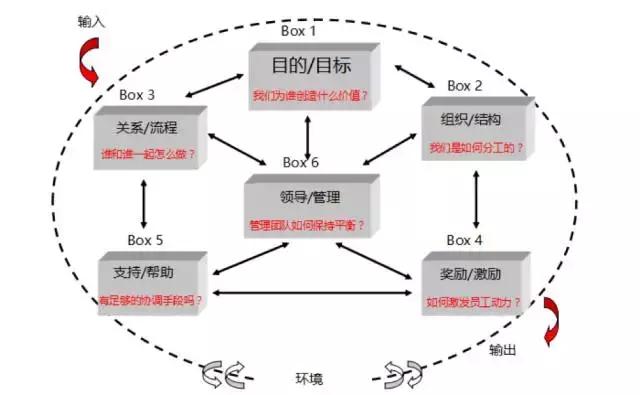 输入
Box 1
目的/目标
我们为谁创造什么价值？
Box 2
组织/结构
我们是如何分工的？
Box 3
关系/流程
谁和谁一起怎么做？
Box 6
领导/管理
管理团队如何保持平衡？
Box 5
支持/帮助
有足够的协调手段吗？
Box 4
奖励/激励
如何激发员工动力？
输出
环境